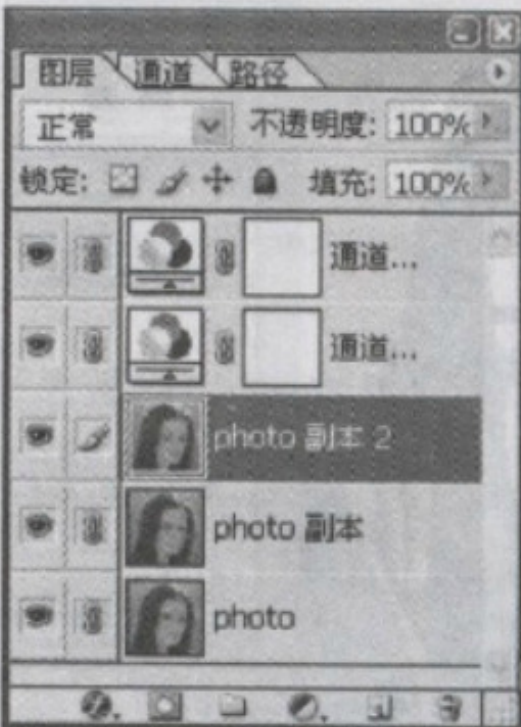 图层 通道 路径
正常 不透明度: 100%
锁定: 填充: 100%
通道...
通道...
photo 副本 2
photo 副本
photo